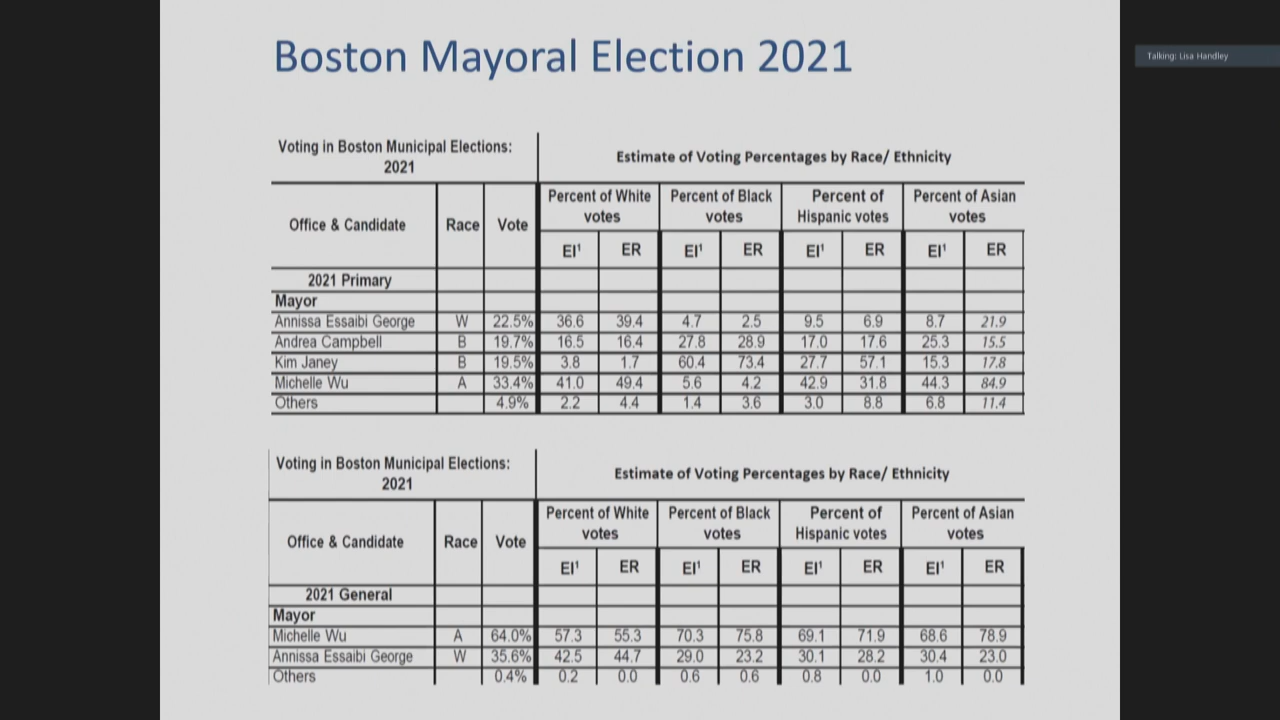 Boston Mayoral Election 2021
Talking: Lisa Handley
Voting in Boston Municipal Elections: 2021
Estimate of Voting Percentages by Race/ Ethnicity
Office & Candidate Race Vote Percent of White votes Percent of Black votes Percent of Hispanic votes Percent of Asian votes
EI¹ ER EI¹ ER EI¹ ER EI¹ ER
2021 Primary
Mayor
Annissa Essaibi George W 22.5% 36.6 39.4 4.7 2.5 9.5 6.9 8.7 21.9
Andrea Campbell B 19.7% 16.5 16.4 27.8 28.9 17.0 17.6 25.3 15.5
Kim Janey B 19.5% 3.8 1.7 60.4 73.4 27.7 57.1 15.3 17.8
Michelle Wu A 33.4% 41.0 49.4 5.6 4.2 42.9 31.8 44.3 84.9
Others 4.9% 2.2 4.4 1.4 3.6 3.0 8.8 6.8 11.4
Voting in Boston Municipal Elections: 2021
Estimate of Voting Percentages by Race/ Ethnicity
Office & Candidate Race Vote Percent of White votes Percent of Black votes Percent of Hispanic votes Percent of Asian votes
EI¹ ER EI¹ ER EI¹ ER EI¹ ER
2021 General
Mayor
Michelle Wu A 64.0% 57.3 55.3 70.3 75.8 69.1 71.9 68.6 78.9
Annissa Essaibi George W 35.6% 42.5 44.7 29.0 23.2 30.1 28.2 30.4 23.0
Others 0.4% 0.2 0.0 0.6 0.6 0.8 0.0 1.0 0.0